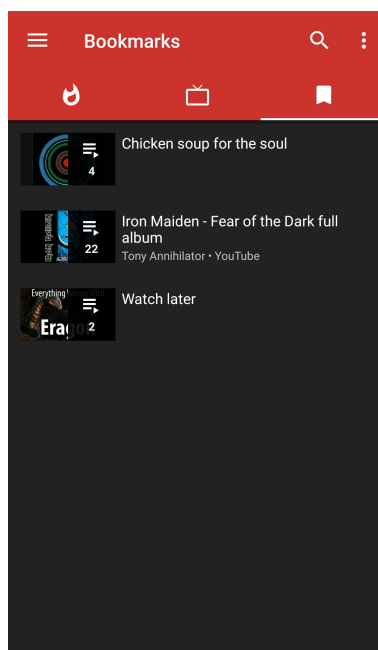 Bookmarks
Chicken soup for the soul
4
Iron Maiden - Fear of the Dark full
album
22
Tony Annihilator • YouTube
Everything
Watch later
2